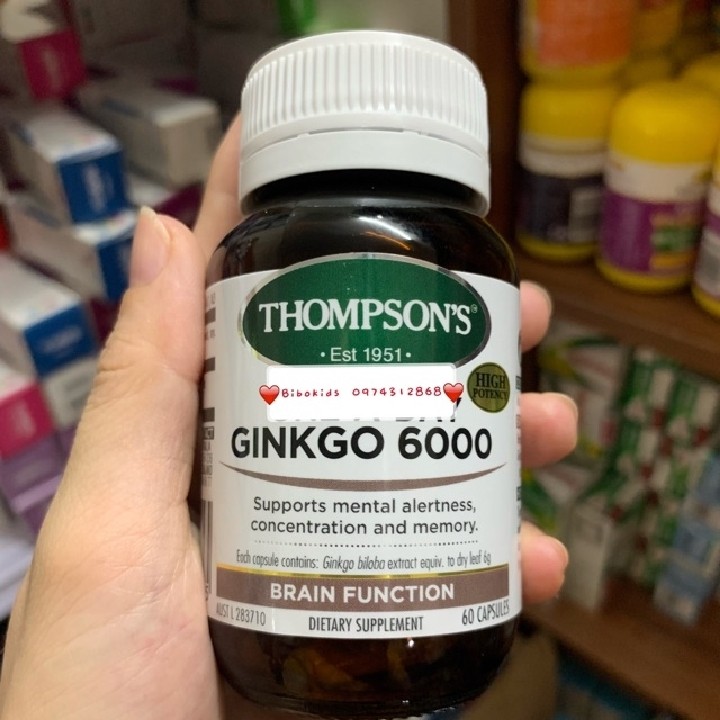 THOMPSON'S®
• Est 1951 •
Bibokids 0974312868
HIGH
POTENCY
GINKGO 6000
Supports mental alertness,
concentration and memory.
Each capsule contains: Ginkgo biloba extract equiv. to dry leaf 6g
BRAIN FUNCTION
AUST L 283710
DIETARY SUPPLEMENT
60 CAPSULES